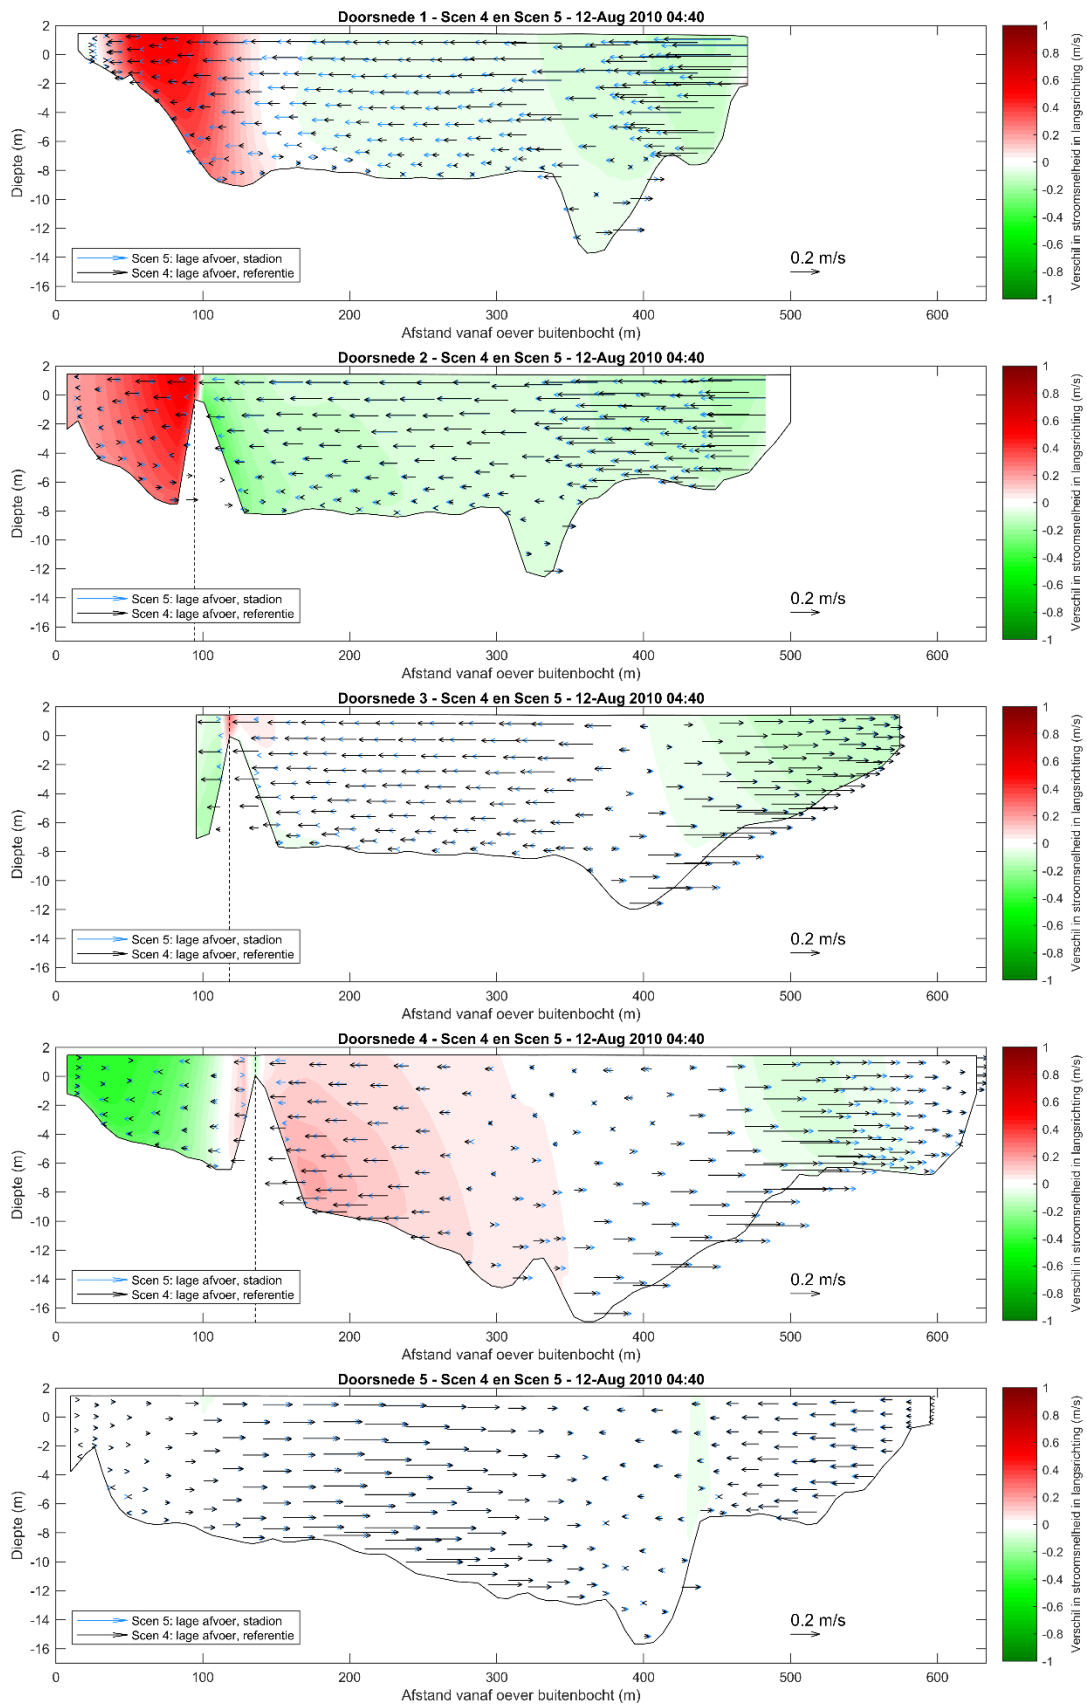 Doorsnede 1 - Scen 4 en Scen 5 - 12-Aug 2010 04:40
2
0
-2
-4
-6
-8
-10
-12
-14
-16
Diepte (m)
Scen 5: lage afvoer, stadion
Scen 4: lage afvoer, referentie
0.2 m/s
0 100 200 300 400 500 600
Afstand vanaf oever buitenbocht (m)
1
0.8
0.6
0.4
0.2
0
-0.2
-0.4
-0.6
-0.8
-1
Verschil in stroomsnelheid in langsrichting (m/s)
Doorsnede 2 - Scen 4 en Scen 5 - 12-Aug 2010 04:40
2
0
-2
-4
-6
-8
-10
-12
-14
-16
Diepte (m)
Scen 5: lage afvoer, stadion
Scen 4: lage afvoer, referentie
0.2 m/s
0 100 200 300 400 500 600
Afstand vanaf oever buitenbocht (m)
1
0.8
0.6
0.4
0.2
0
-0.2
-0.4
-0.6
-0.8
-1
Verschil in stroomsnelheid in langsrichting (m/s)
Doorsnede 3 - Scen 4 en Scen 5 - 12-Aug 2010 04:40
2
0
-2
-4
-6
-8
-10
-12
-14
-16
Diepte (m)
Scen 5: lage afvoer, stadion
Scen 4: lage afvoer, referentie
0.2 m/s
0 100 200 300 400 500 600
Afstand vanaf oever buitenbocht (m)
1
0.8
0.6
0.4
0.2
0
-0.2
-0.4
-0.6
-0.8
-1
Verschil in stroomsnelheid in langsrichting (m/s)
Doorsnede 4 - Scen 4 en Scen 5 - 12-Aug 2010 04:40
2
0
-2
-4
-6
-8
-10
-12
-14
-16
Diepte (m)
Scen 5: lage afvoer, stadion
Scen 4: lage afvoer, referentie
0.2 m/s
0 100 200 300 400 500 600
Afstand vanaf oever buitenbocht (m)
1
0.8
0.6
0.4
0.2
0
-0.2
-0.4
-0.6
-0.8
-1
Verschil in stroomsnelheid in langsrichting (m/s)
Doorsnede 5 - Scen 4 en Scen 5 - 12-Aug 2010 04:40
2
0
-2
-4
-6
-8
-10
-12
-14
-16
Diepte (m)
Scen 5: lage afvoer, stadion
Scen 4: lage afvoer, referentie
0.2 m/s
0 100 200 300 400 500 600
Afstand vanaf oever buitenbocht (m)
1
0.8
0.6
0.4
0.2
0
-0.2
-0.4
-0.6
-0.8
-1
Verschil in stroomsnelheid in langsrichting (m/s)